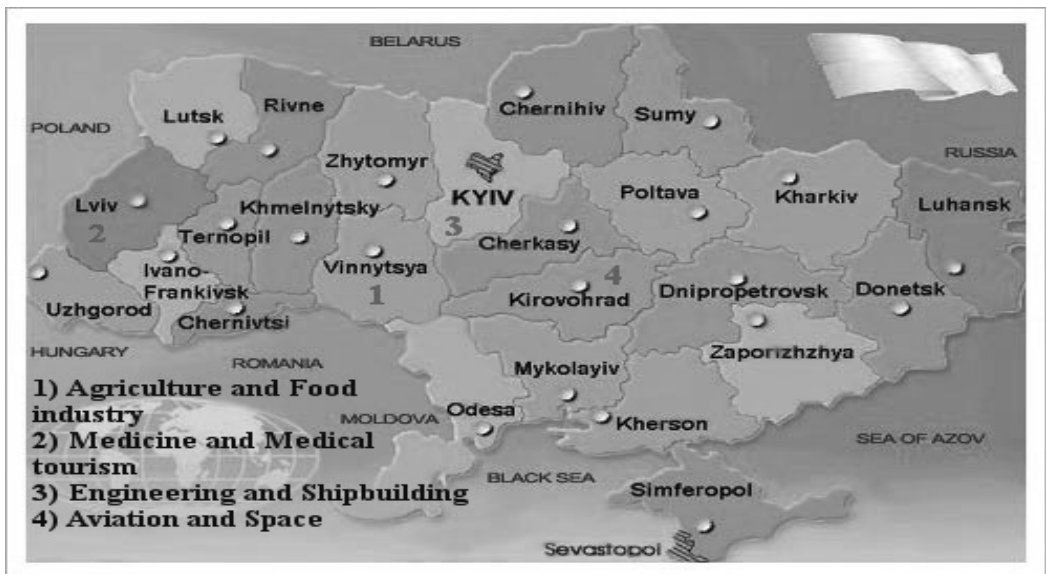 BELARUS
Chernihiv
Sumy
Rivne
Lutsk
POLAND
RUSSIA
Zhytomyr
KYIV
Poltava
Kharkiv
Lviv
Khmelnytsky
Luhansk
2
3
Ternopil
Cherkasy
Ivano-
Frankivsk
Vinnytsya
4
Uzhgorod
1
Kirovohrad
Dnipropetrovsk
Donetsk
Chernivtsi
HUNGARY
ROMANIA
Zaporizhzhya
Mykolayiv
1) Agriculture and Food
industry
MOLDOVA
Odesa
Kherson
2) Medicine and Medical
tourism
SEA OF AZOV
BLACK SEA
3) Engineering and Shipbuilding
Simferopol
4) Aviation and Space
Sevastopol